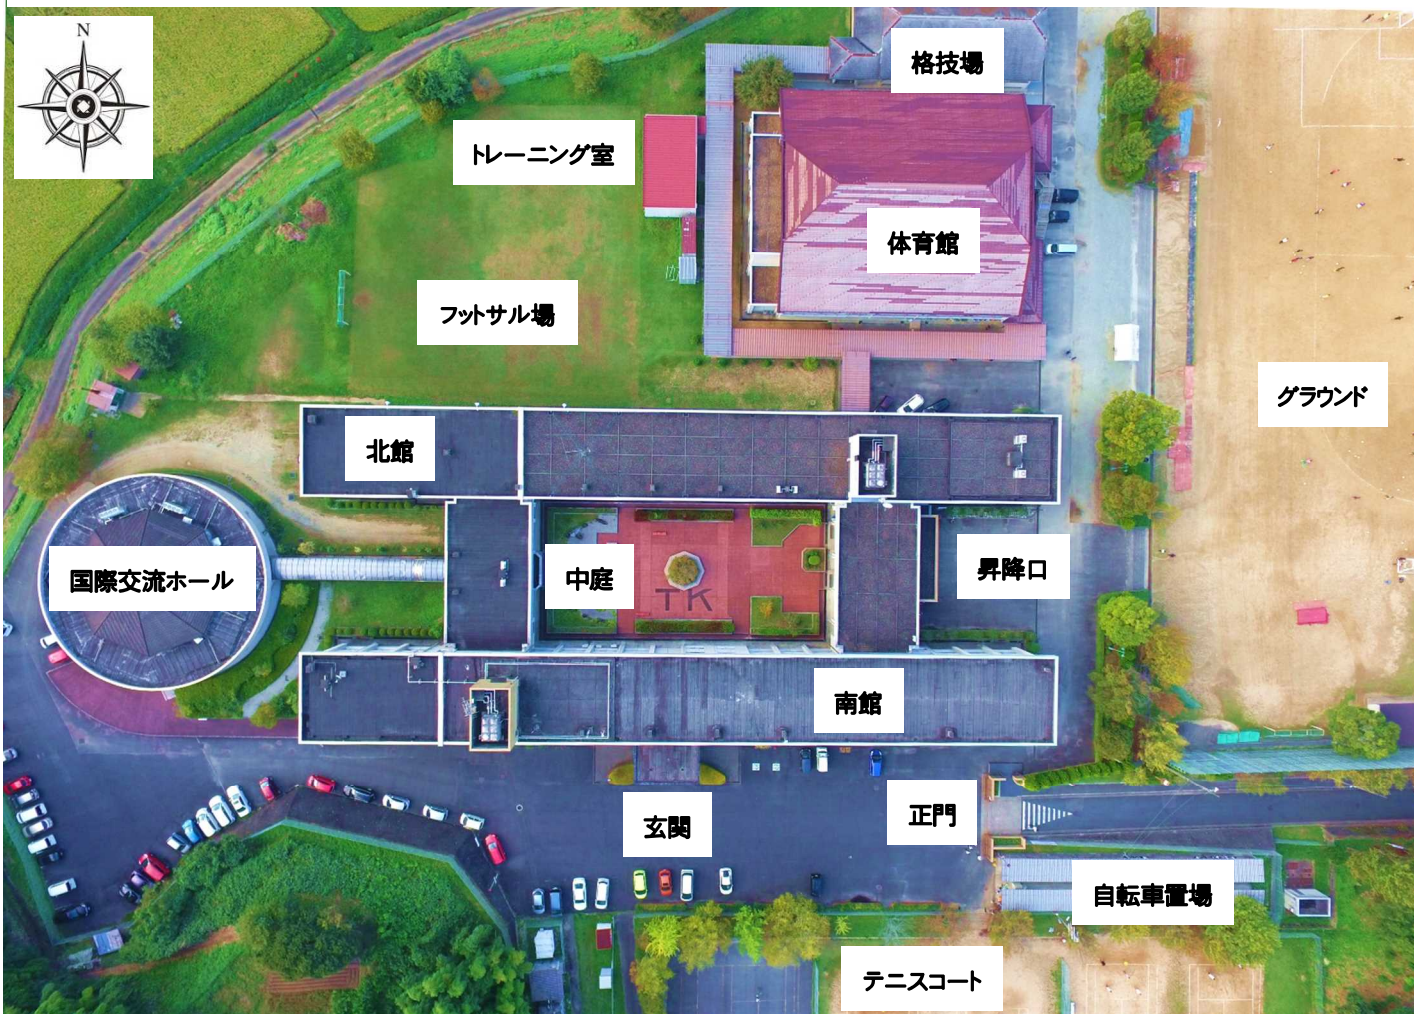 N
格技場
トレーニング室
体育館
フットサル場
グラウンド
北館
国際交流ホール
中庭
TK
昇降口
南館
正門
玄関
自転車置場
テニスコート